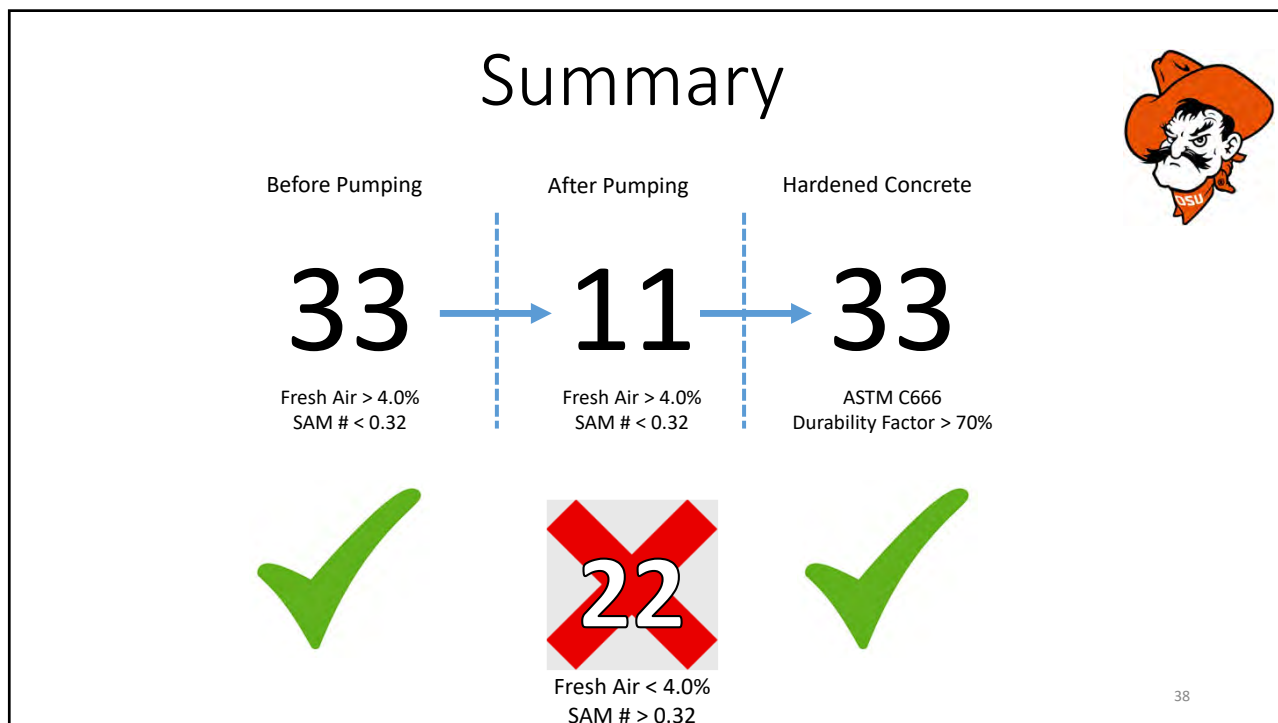 Summary
Before Pumping
After Pumping
Hardened Concrete
33
11
33
Fresh Air > 4.0%
SAM # < 0.32
Fresh Air > 4.0%
SAM # < 0.32
ASTM C666
Durability Factor > 70%
22
Fresh Air < 4.0%
SAM # > 0.32
OSU
38